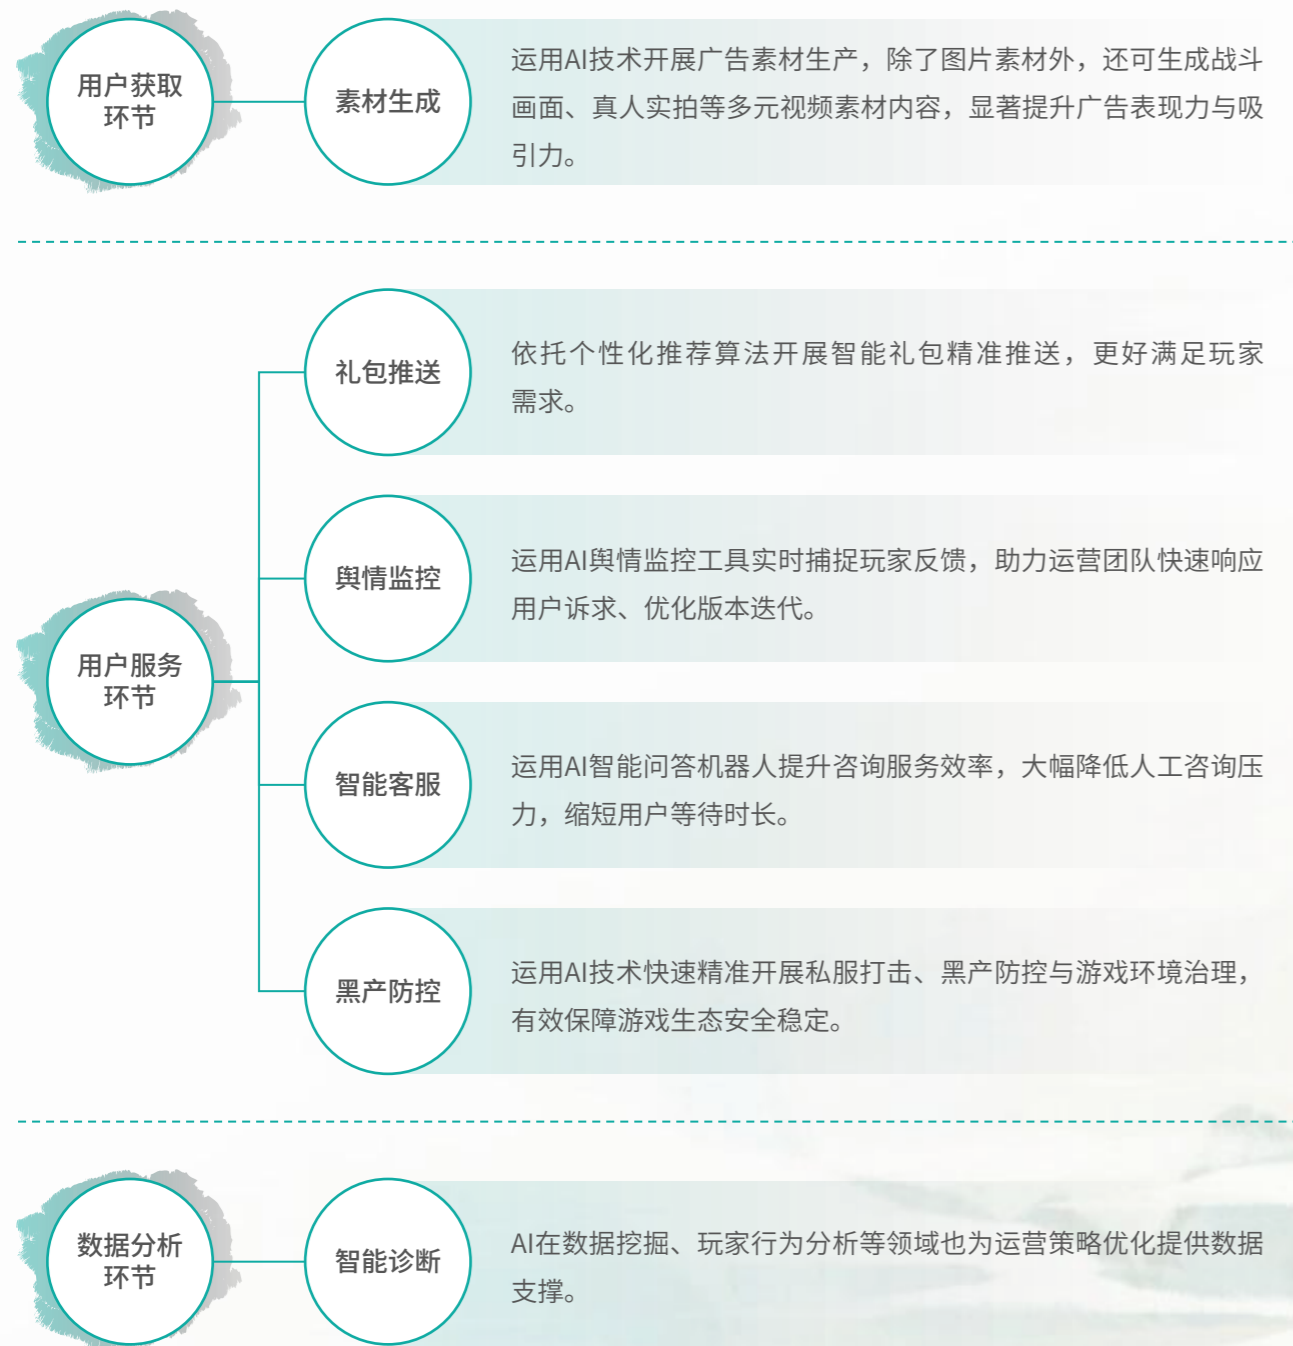 用户获取
环节
素材生成
运用AI技术开展广告素材生产，除了图片素材外，还可生成战斗
画面、真人实拍等多元视频素材内容，显著提升广告表现力与吸
引力。
用户服务
环节
礼包推送
依托个性化推荐算法开展智能礼包精准推送，更好满足玩家
需求。
舆情监控
运用AI舆情监控工具实时捕捉玩家反馈，助力运营团队快速响应
用户诉求、优化版本迭代。
智能客服
运用AI智能问答机器人提升咨询服务效率，大幅降低人工咨询压
力，缩短用户等待时长。
黑产防控
运用AI技术快速精准开展私服打击、黑产防控与游戏环境治理，
有效保障游戏生态安全稳定。
数据分析
环节
智能诊断
AI在数据挖掘、玩家行为分析等领域也为运营策略优化提供数据
支撑。